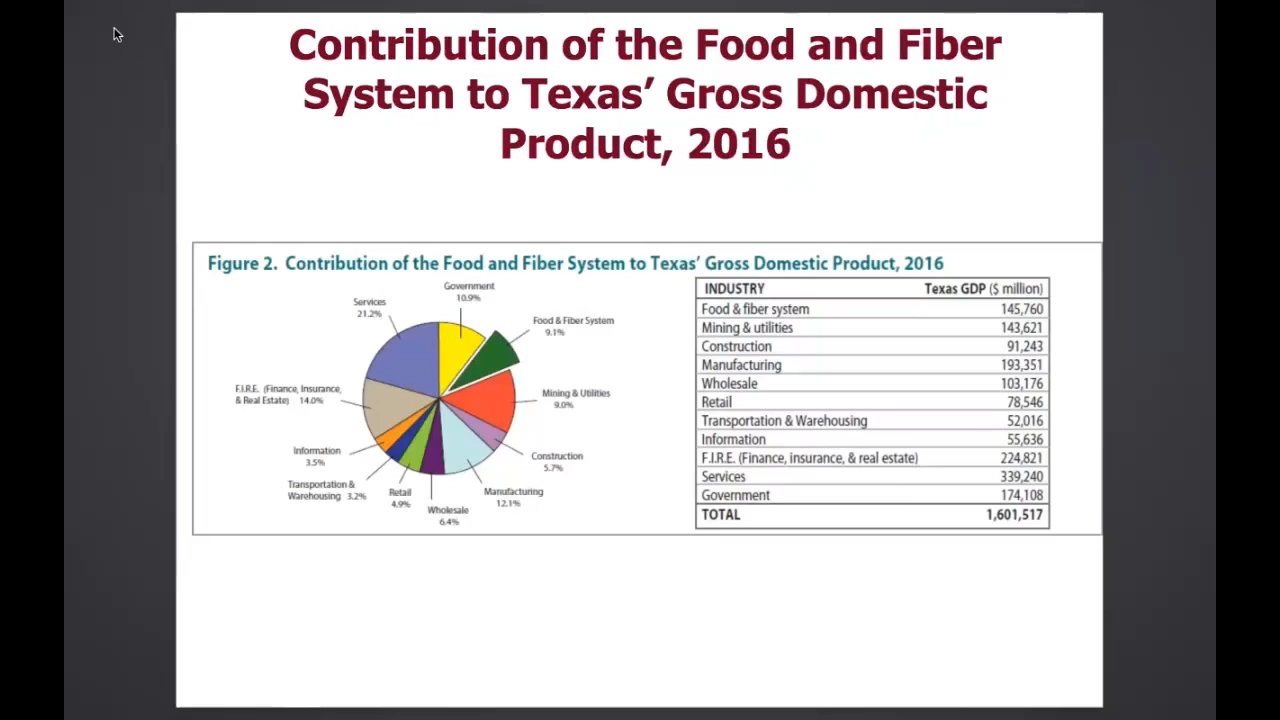 Contribution of the Food and Fiber
System to Texas’ Gross Domestic
Product, 2016
Figure 2. Contribution of the Food and Fiber System to Texas’ Gross Domestic Product, 2016
Government
10.9%
Services
21.2%
Food & Fiber System
9.1%
F.I.R.E. (Finance, Insurance,
& Real Estate) 14.0%
Mining & Utilities
9.0%
Information
3.5%
Construction
5.7%
Transportation &
Warehousing 3.2%
Retail
4.9%
Manufacturing
12.1%
Wholesale
6.4%
INDUSTRY Texas GDP ($ million)
Food & fiber system 145,760
Mining & utilities 143,621
Construction 91,243
Manufacturing 193,351
Wholesale 103,176
Retail 78,546
Transportation & Warehousing 52,016
Information 55,636
F.I.R.E. (Finance, insurance, & real estate) 224,821
Services 339,240
Government 174,108
TOTAL 1,601,517